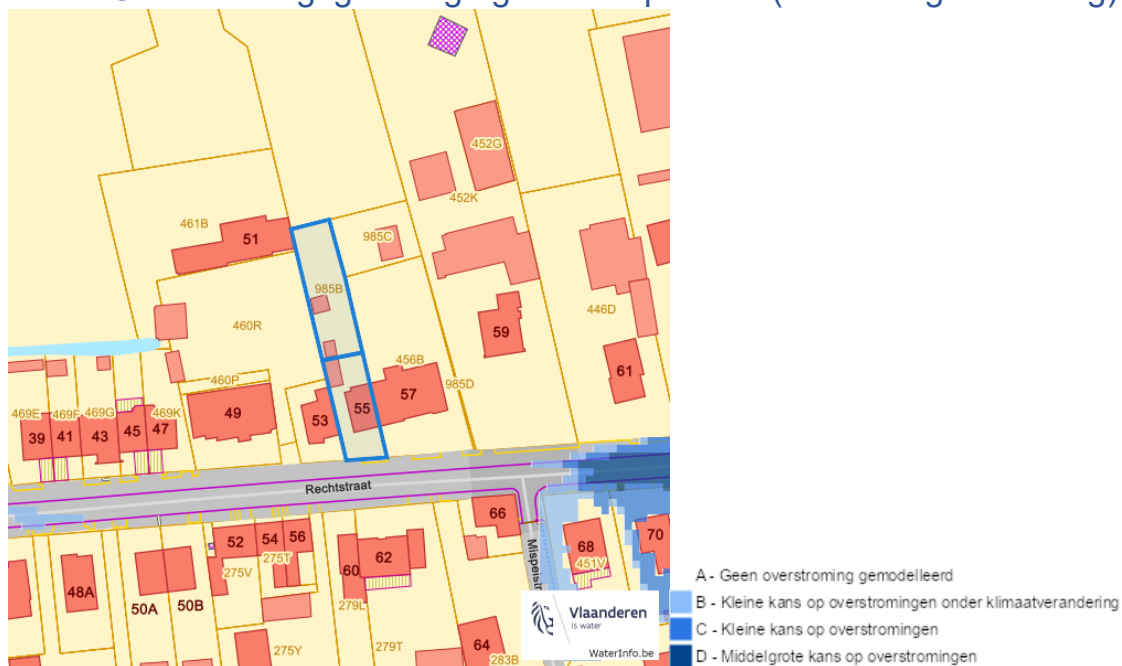 452G
452K
461B
51
985C
985B
460R
59
446D
456B
985D
61
460P
57
55
53
49
469E
469F
469G
469K
39
41
43
45
47
Rechtstraat
66
52
54
56
62
68
70
275V
275T
60
451V
48A
50A
50B
279L
Mispelstr
275Y
279T
64
283B
Vlaanderen
is water
WaterInfo.be
A - Geen overstroming gemodelleerd
B - Kleine kans op overstromingen onder klimaatverandering
C - Kleine kans op overstromingen
D - Middelgrote kans op overstromingen